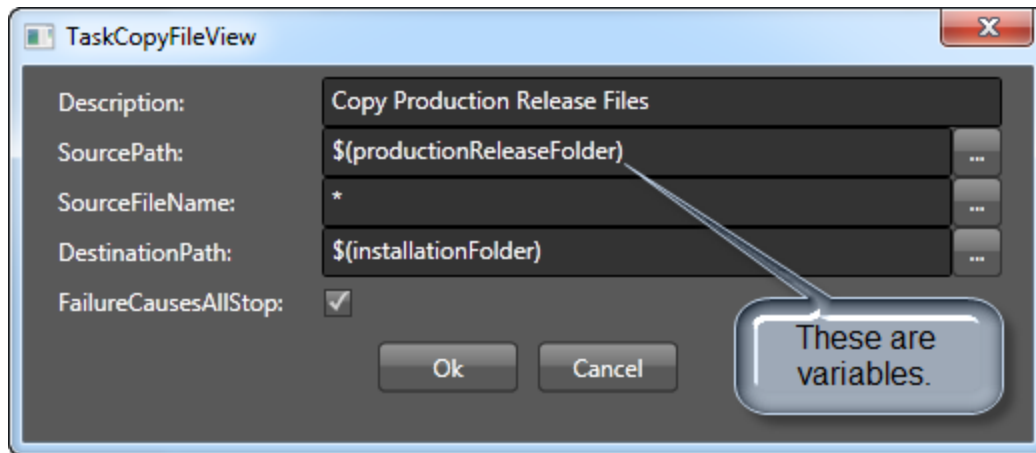 TaskCopyFileView
Description: Copy Production Release Files
SourcePath: $(productionReleaseFolder) ...
SourceFileName: * ...
DestinationPath: $(installationFolder) ...
FailureCausesAllStop:
Ok Cancel
These are
variables.